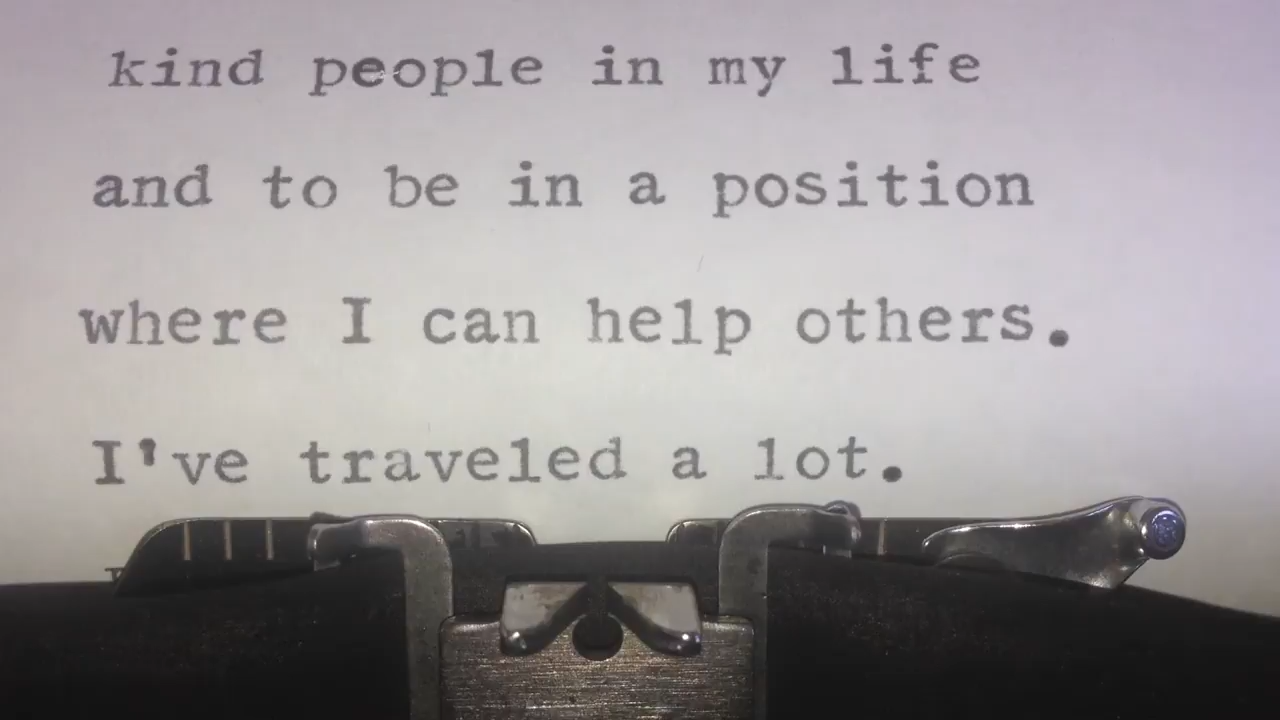 kind people in my life
and to be in a position
where I can help others.
I've traveled a lot.